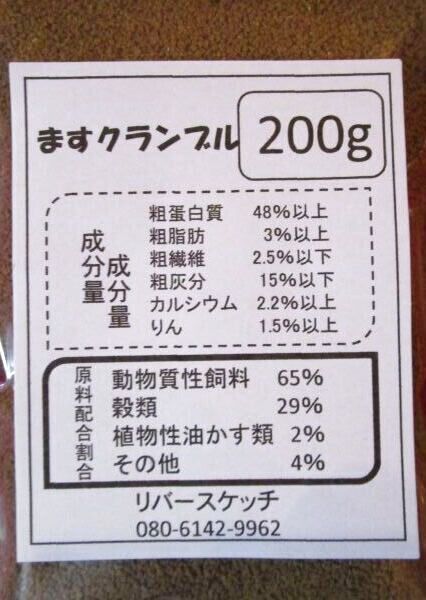 ますクランブル 200g
成分量
成分量
粗蛋白質 48%以上
粗脂肪 3%以上
粗繊維 2.5%以下
粗灰分 15%以下
カルシウム 2.2%以上
りん 1.5%以上
原料配合割合
動物質性飼料 65%
穀類 29%
植物性油かす類 2%
その他 4%
リバースケッチ
080-6142-9962